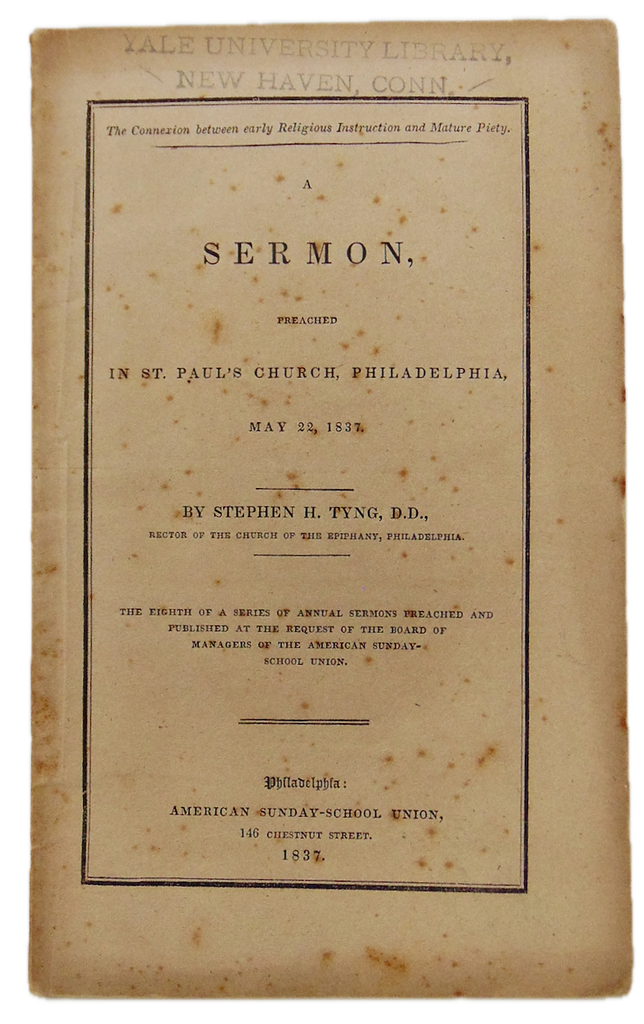 YALE UNIVERSITY LIBRARY,
NEW HAVEN, CONN.
The Connexion between early Religious Instruction and Mature Piety.
A
SERMON,
PREACHED
IN ST. PAUL'S CHURCH, PHILADELPHIA,
MAY 22, 1837.
BY STEPHEN H. TYNG, D.D.,
RECTOR OF THE CHURCH OF THE EPIPHANY, PHILADELPHIA.
THE EIGHTH OF A SERIES OF ANNUAL SERMONS PREACHED AND
PUBLISHED AT THE REQUEST OF THE BOARD OF
MANAGERS OF THE AMERICAN SUNDAY-
SCHOOL UNION.
Philadelphia:
AMERICAN SUNDAY-SCHOOL UNION,
146 CHESTNUT STREET.
1837.